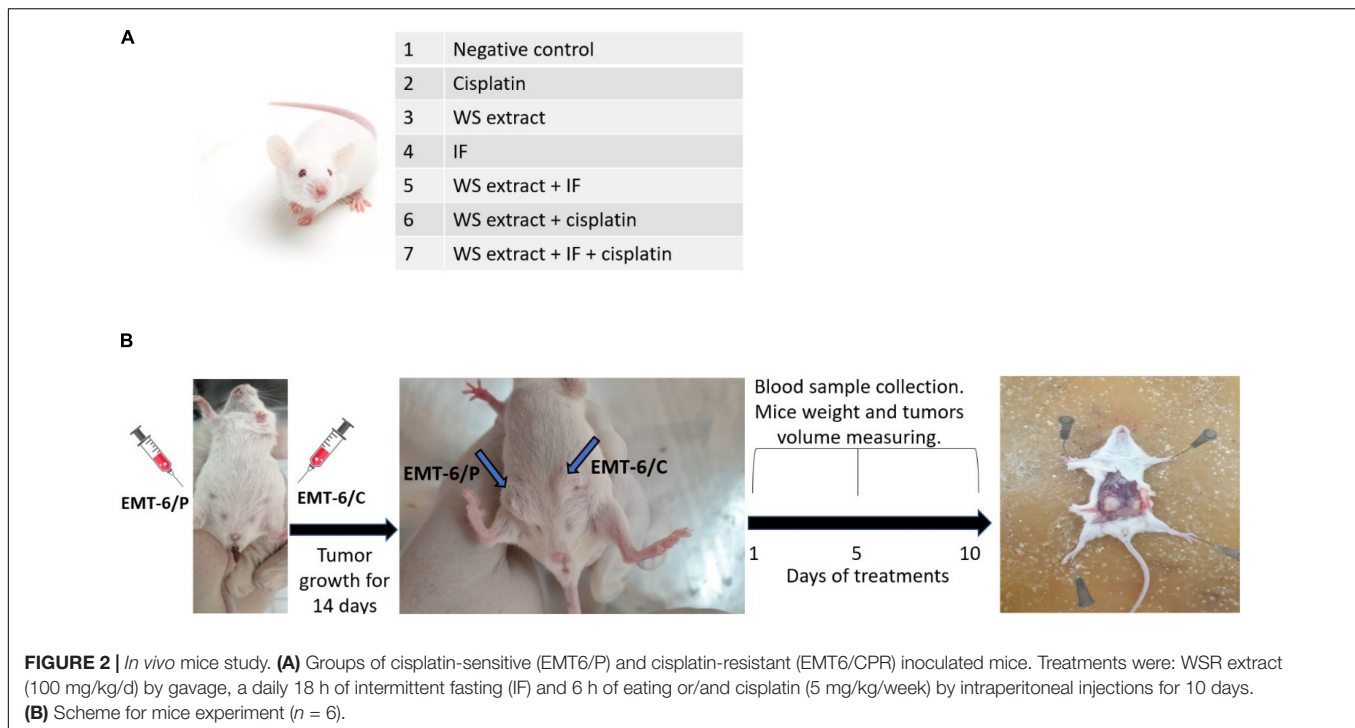 A
1 Negative control
2 Cisplatin
3 WS extract
4 IF
5 WS extract + IF
6 WS extract + cisplatin
7 WS extract + IF + cisplatin
B
EMT-6/P
EMT-6/C
Tumor
growth for
14 days
EMT-6/P
EMT-6/C
Blood sample collection.
Mice weight and tumors
volume measuring.
1 5 10
Days of treatments
FIGURE 2 | In vivo mice study. (A) Groups of cisplatin-sensitive (EMT6/P) and cisplatin-resistant (EMT6/CPR) inoculated mice. Treatments were: WSR extract
(100 mg/kg/d) by gavage, a daily 18 h of intermittent fasting (IF) and 6 h of eating or/and cisplatin (5 mg/kg/week) by intraperitoneal injections for 10 days.
(B) Scheme for mice experiment (n = 6).